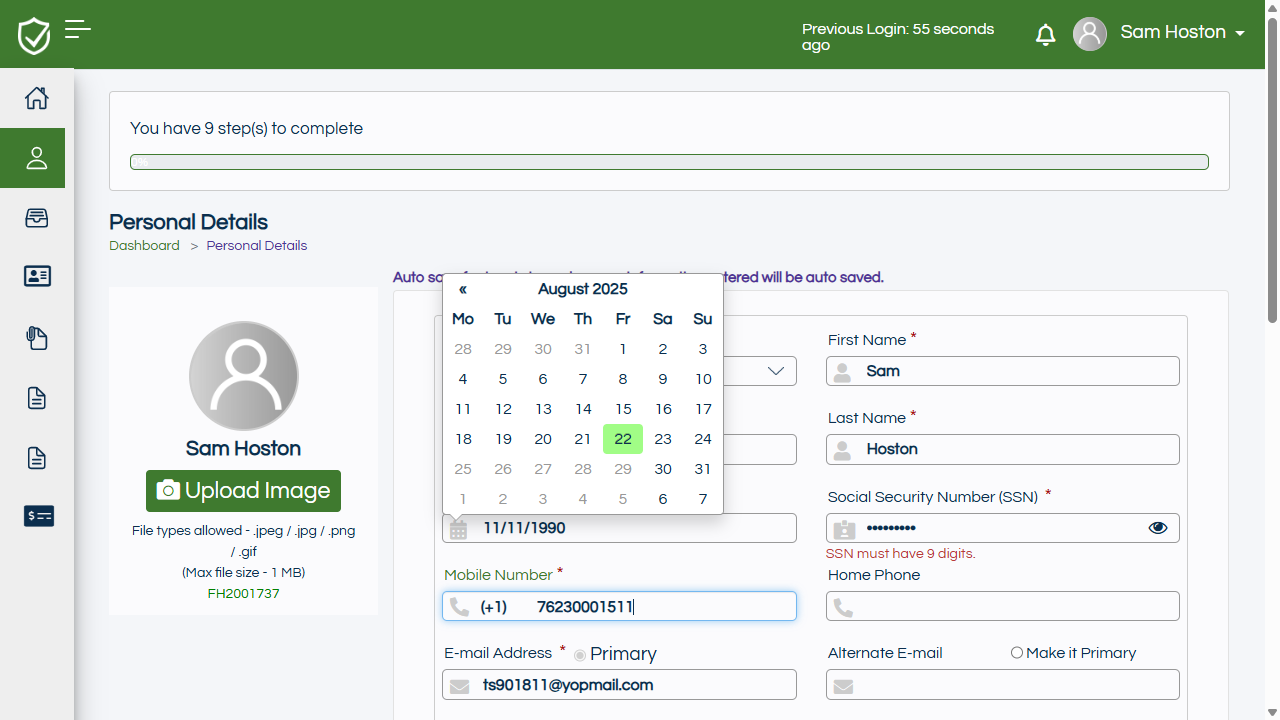 Previous Login: 55 seconds ago
Sam Hoston
You have 9 step(s) to complete
0%
Personal Details
Dashboard > Personal Details
Sam Hoston
Upload Image
File types allowed - .jpeg / .jpg / .png / .gif
(Max file size - 1 MB)
FH2001737
tered will be auto saved.
« August 2025
Mo Tu We Th Fr Sa Su
28 29 30 31 1 2 3
4 5 6 7 8 9 10
11 12 13 14 15 16 17
18 19 20 21 22 23 24
25 26 27 28 29 30 31
1 2 3 4 5 6 7
First Name *
Sam
Last Name *
Hoston
11/11/1990
Social Security Number (SSN) *
•••••••••
SSN must have 9 digits.
Mobile Number *
(+1) 76230001511
Home Phone
E-mail Address * Primary
ts901811@yopmail.com
Alternate E-mail Make it Primary